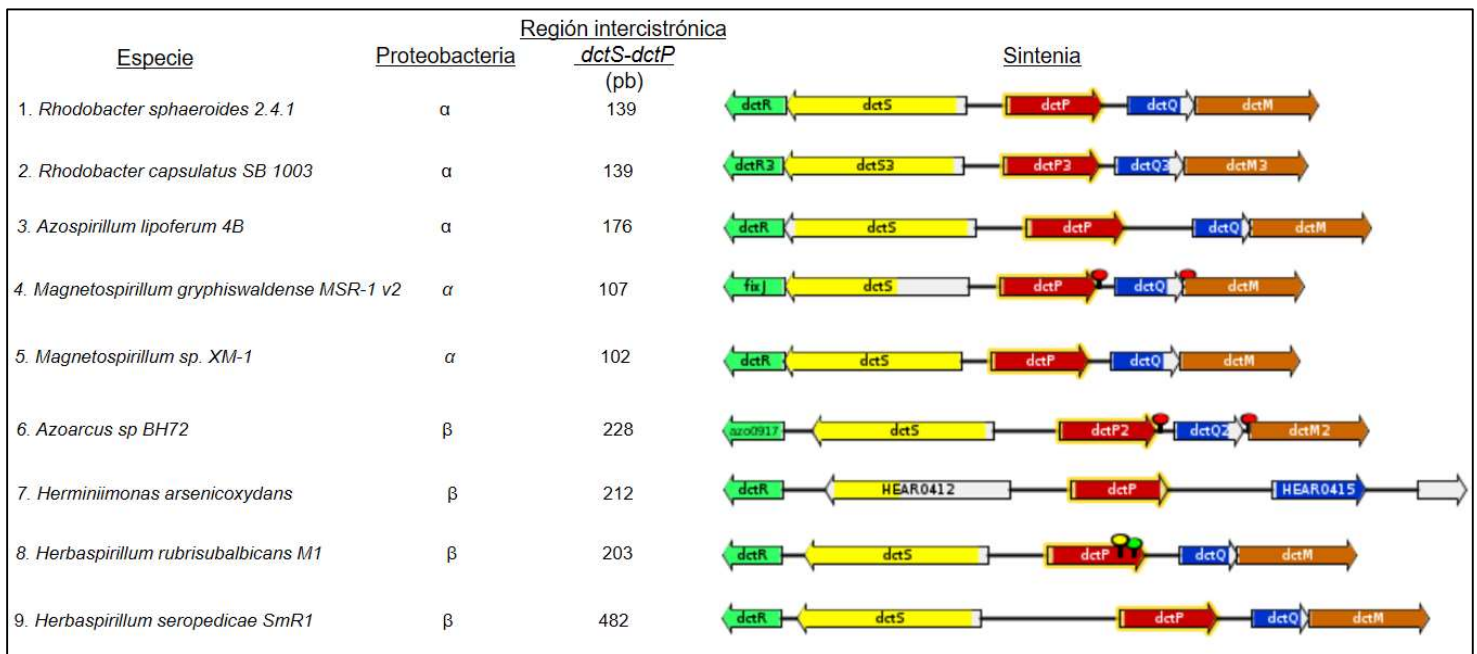 Especie Proteobacteria Región intercistrónica dctS-dctP (pb) Sintenia
1. Rhodobacter sphaeroides 2.4.1 α 139 dctR dctS dctP dctQ dctM
2. Rhodobacter capsulatus SB 1003 α 139 dctR3 dctS3 dctP3 dctQ3 dctM3
3. Azospirillum lipoferum 4B α 176 dctR dctS dctP dctQ dctM
4. Magnetospirillum gryphiswaldense MSR-1 v2 α 107 fixJ dctS dctP dctQ dctM
5. Magnetospirillum sp. XM-1 α 102 dctR dctS dctP dctQ dctM
6. Azoarcus sp BH72 β 228 azo0917 dctS dctP2 dctQ2 dctM2
7. Herminiimonas arsenicoxydans β 212 dctR HEAR0412 dctP HEAR0415
8. Herbaspirillum rubrisubalbicans M1 β 203 dctR dctS dctP dctQ dctM
9. Herbaspirillum seropedicae SmR1 β 482 dctR dctS dctP dctQ dctM